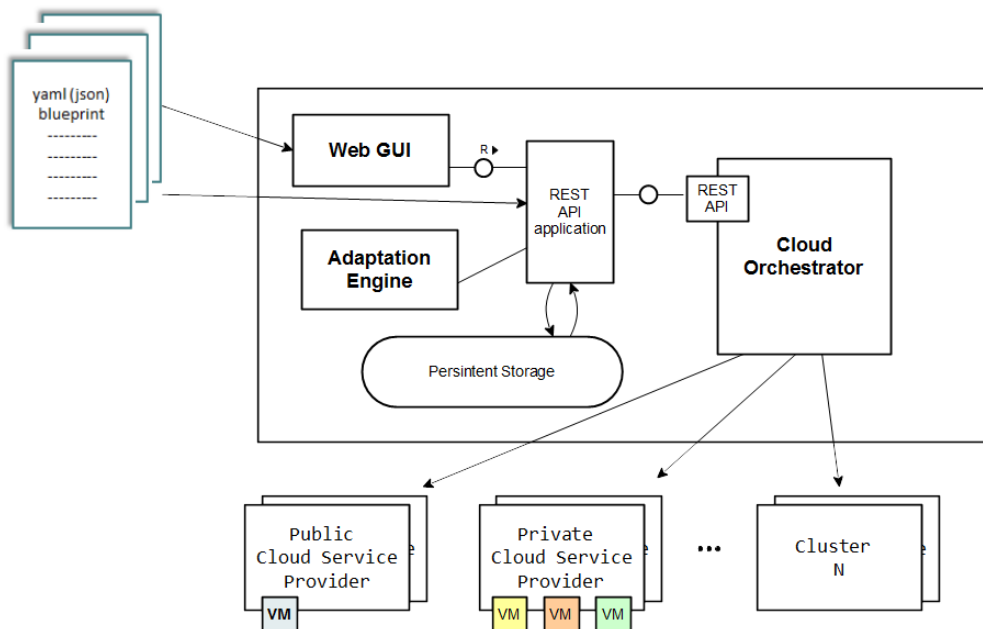 yaml (json)
blueprint
---------
---------
---------
---------
Web GUI
R
REST
API
application
REST
API
Cloud
Orchestrator
Adaptation
Engine
Persintent Storage
Public
Cloud Service
Provider
e
VM
Private
Cloud Service
Provider
e
VM
VM
VM
...
Cluster
N
e